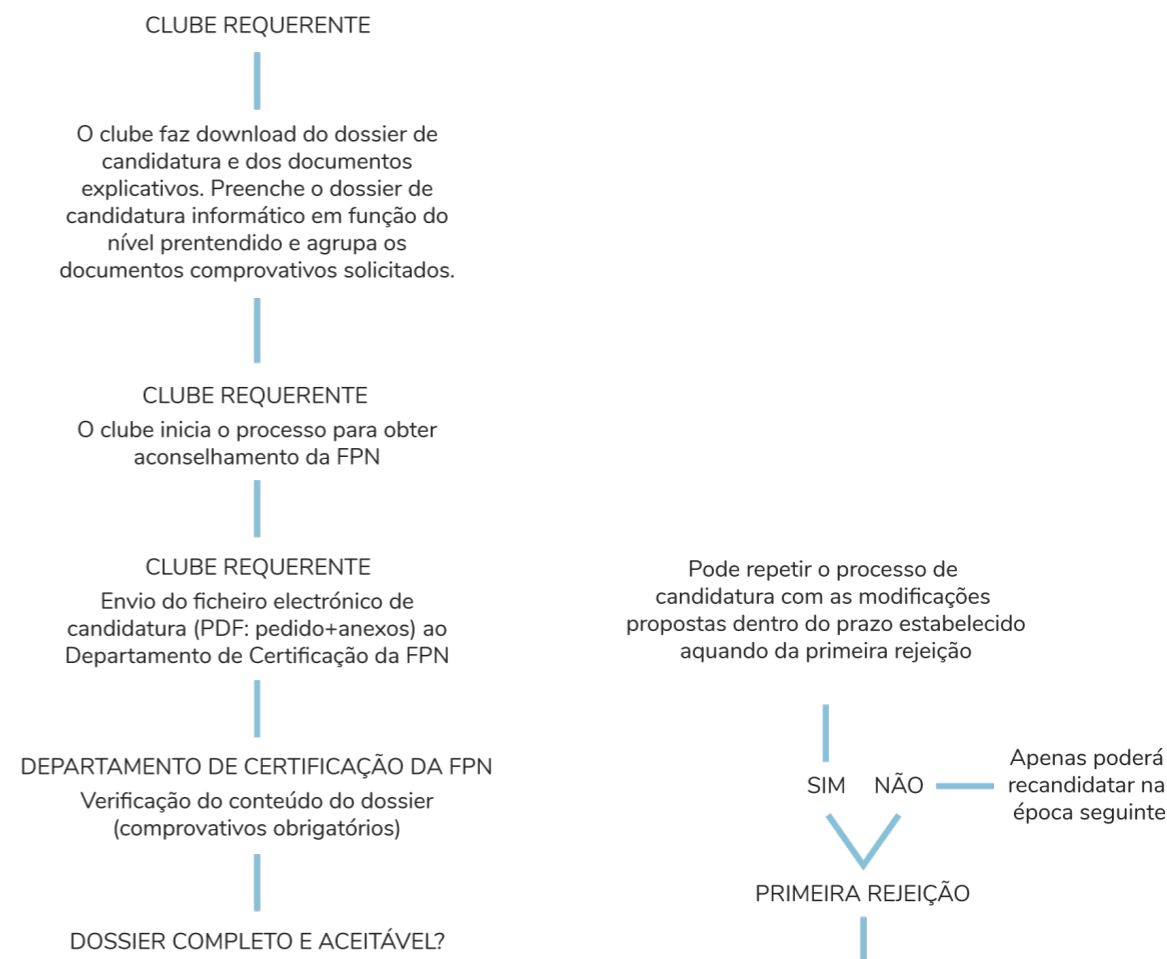 CLUBE REQUERENTE
O clube faz download do dossier de
candidatura e dos documentos
explicativos. Preenche o dossier de
candidatura informático em função do
nível prentendido e agrupa os
documentos comprovativos solicitados.
CLUBE REQUERENTE
O clube inicia o processo para obter
aconselhamento da FPN
CLUBE REQUERENTE
Envio do ficheiro electrónico de
candidatura (PDF: pedido+anexos) ao
Departamento de Certificação da FPN
DEPARTAMENTO DE CERTIFICAÇÃO DA FPN
Verificação do conteúdo do dossier
(comprovativos obrigatórios)
DOSSIER COMPLETO E ACEITÁVEL?
Pode repetir o processo de
candidatura com as modificações
propostas dentro do prazo estabelecido
aquando da primeira rejeição
SIM NÃO
Apenas poderá
recandidatar na
época seguinte
PRIMEIRA REJEIÇÃO